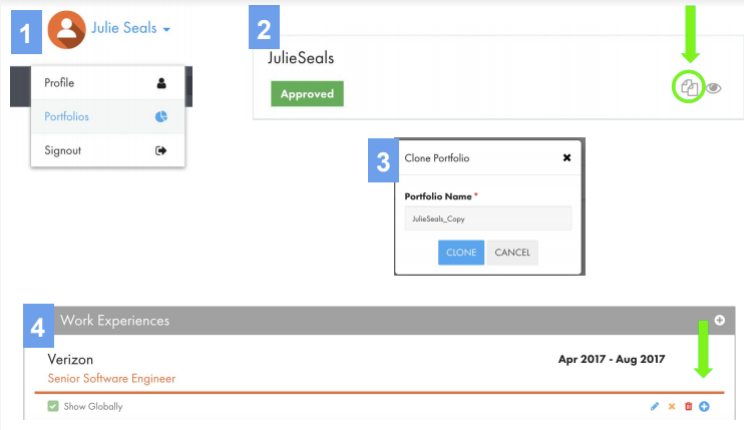 1
Julie Seals
Profile
Portfolios
Signout
2
JulieSeals
Approved
3
Clone Portfolio
Portfolio Name *
JulieSeals_Copy
CLONE CANCEL
4
Work Experiences
Verizon
Apr 2017 - Aug 2017
Senior Software Engineer
Show Globally